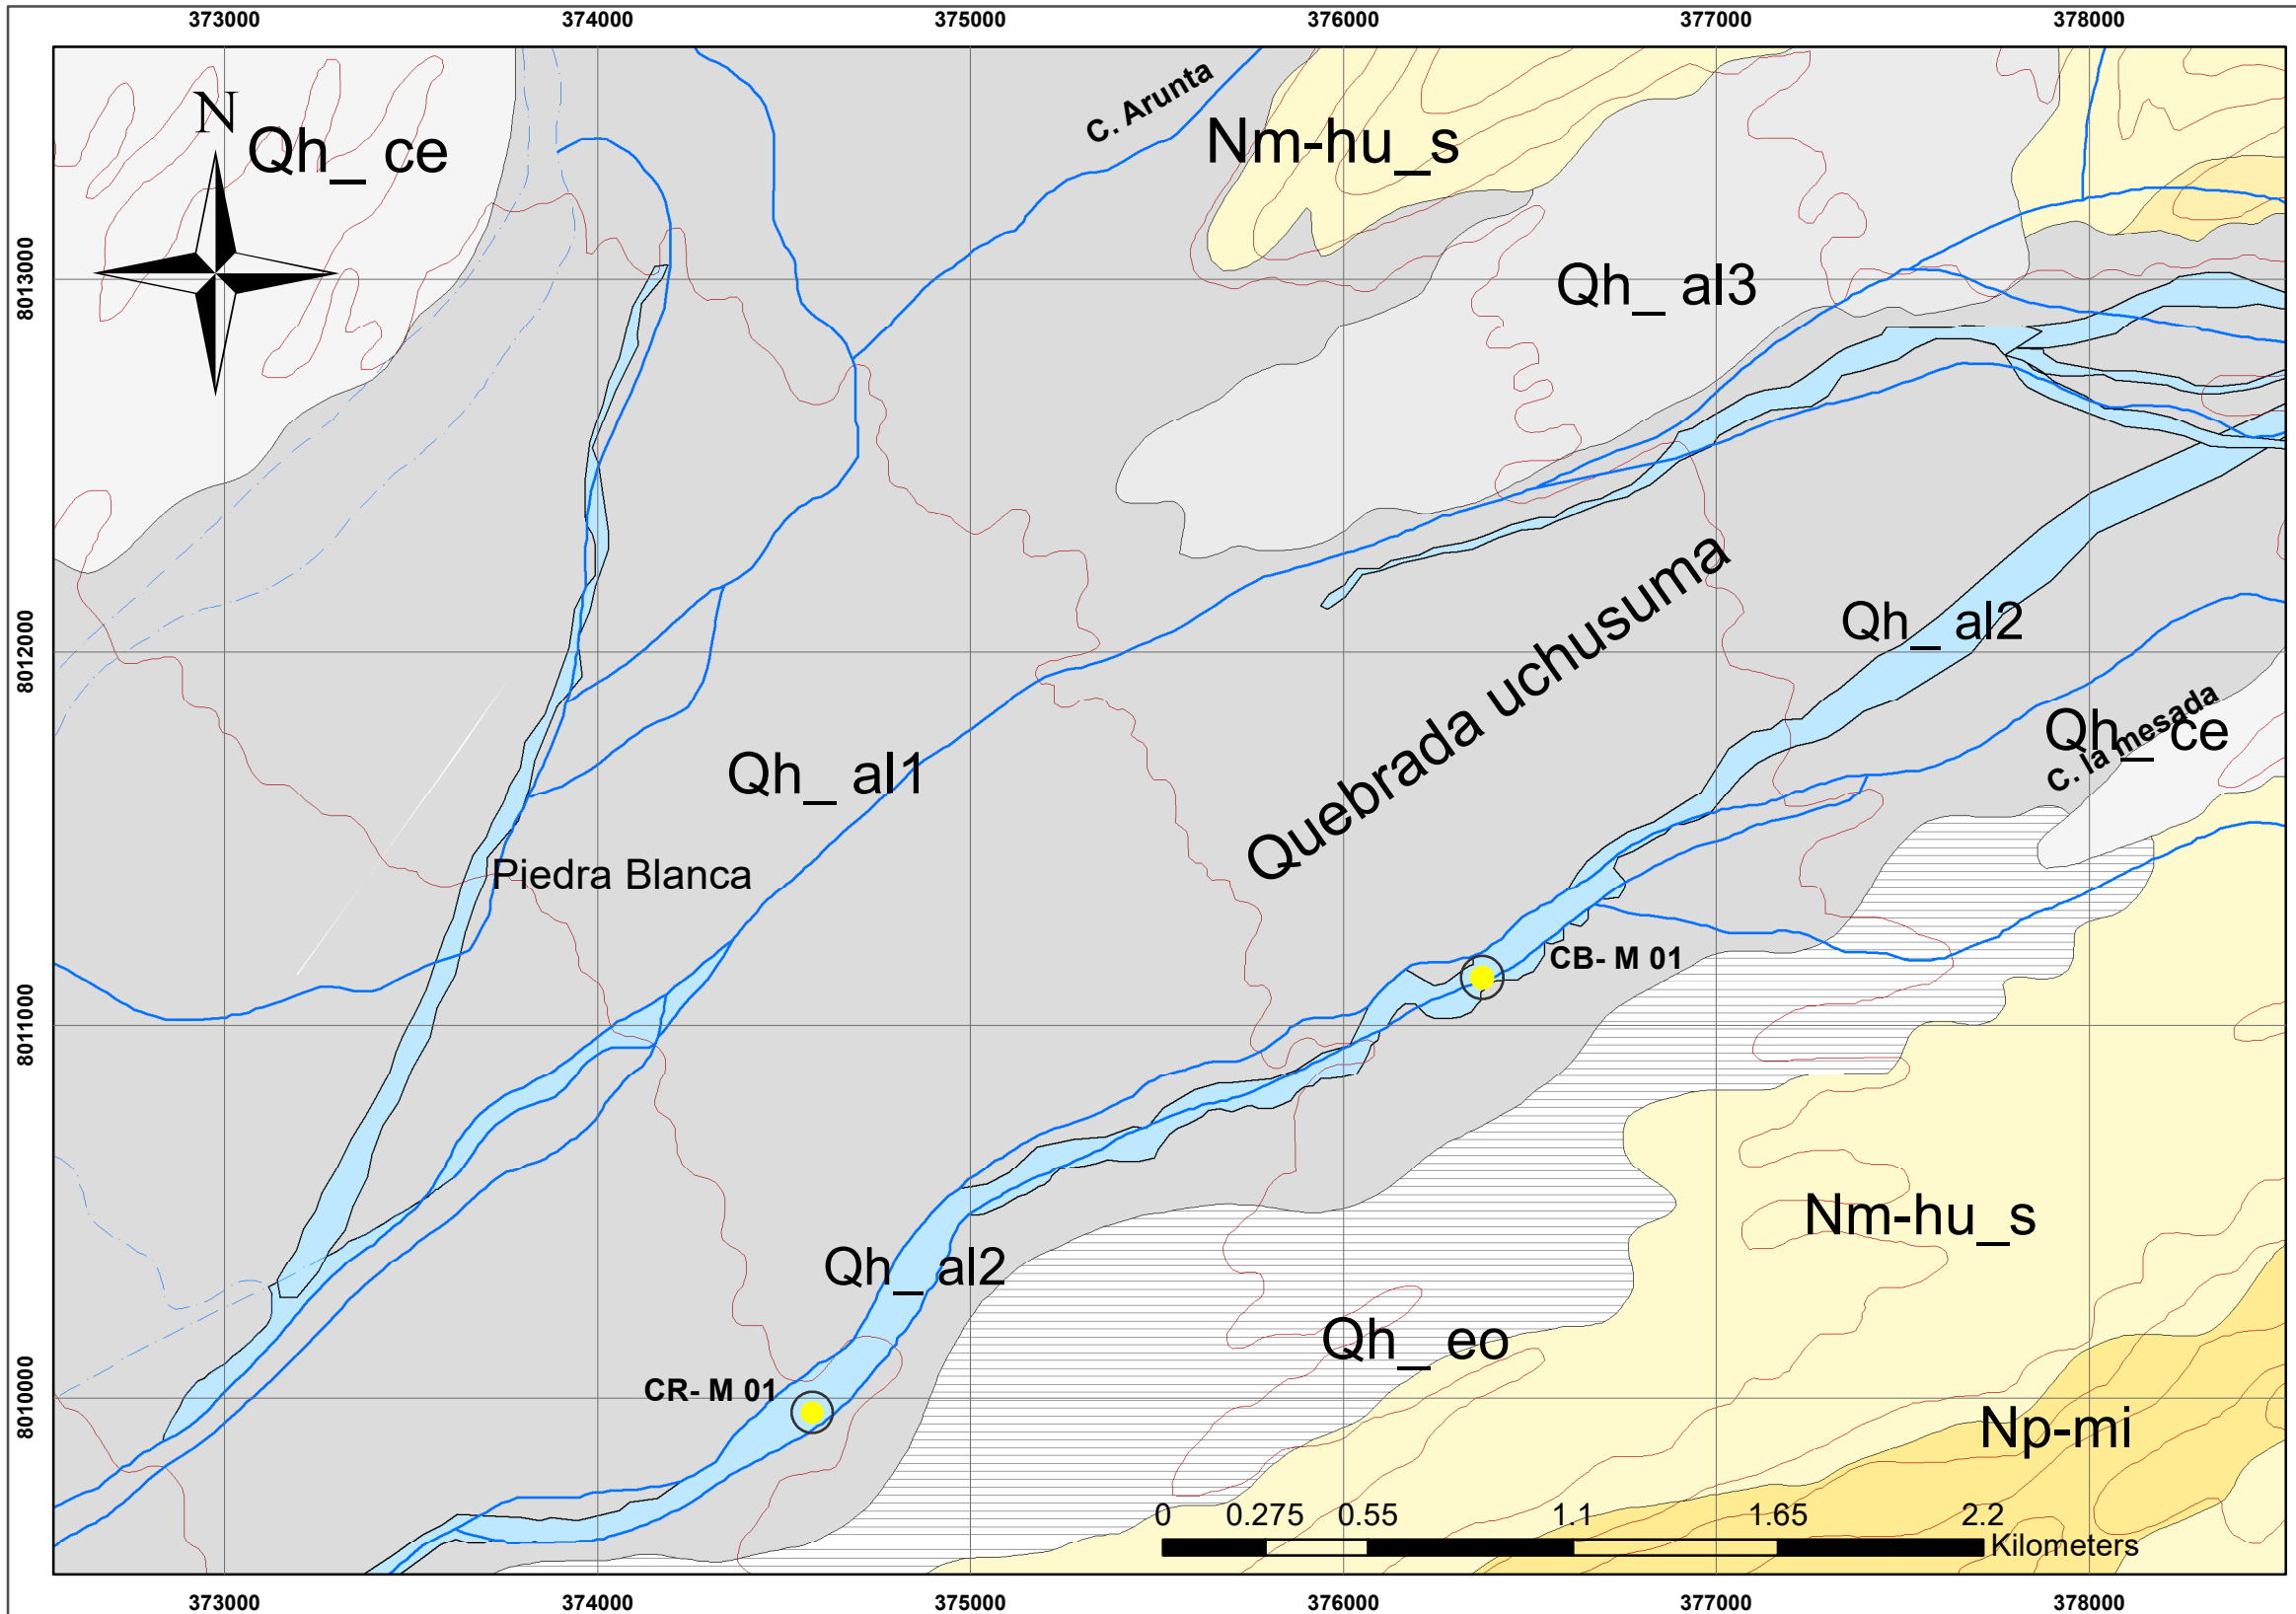 373000 374000 375000 376000 377000 378000
C. Arunta
N
Qh_ ce
Nm-hu_s
8013000
Qh_ al3
Quebrada uchusuma
Qh_ al2
8012000
Qh_ ce
C. la mesada
Qh_ al1
Piedra Blanca
CB- M 01
8011000
Nm-hu_s
Qh_ al2
Qh_ eo
CR- M 01
8010000
Np-mi
0 0.275 0.55 1.1 1.65 2.2
Kilometers
373000 374000 375000 376000 377000 378000